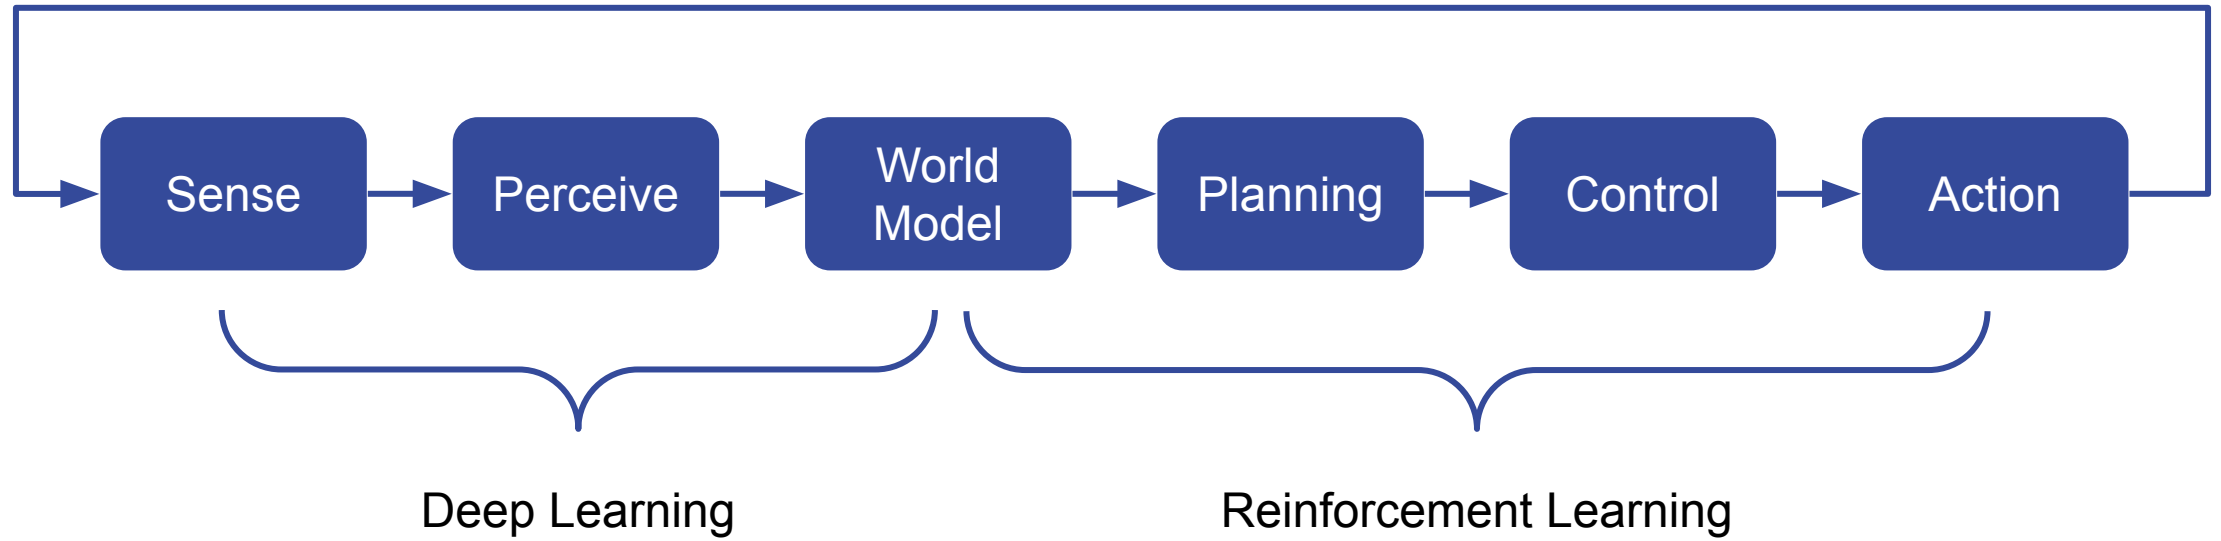 Sense
Perceive
World
Model
Planning
Control
Action
Deep Learning
Reinforcement Learning